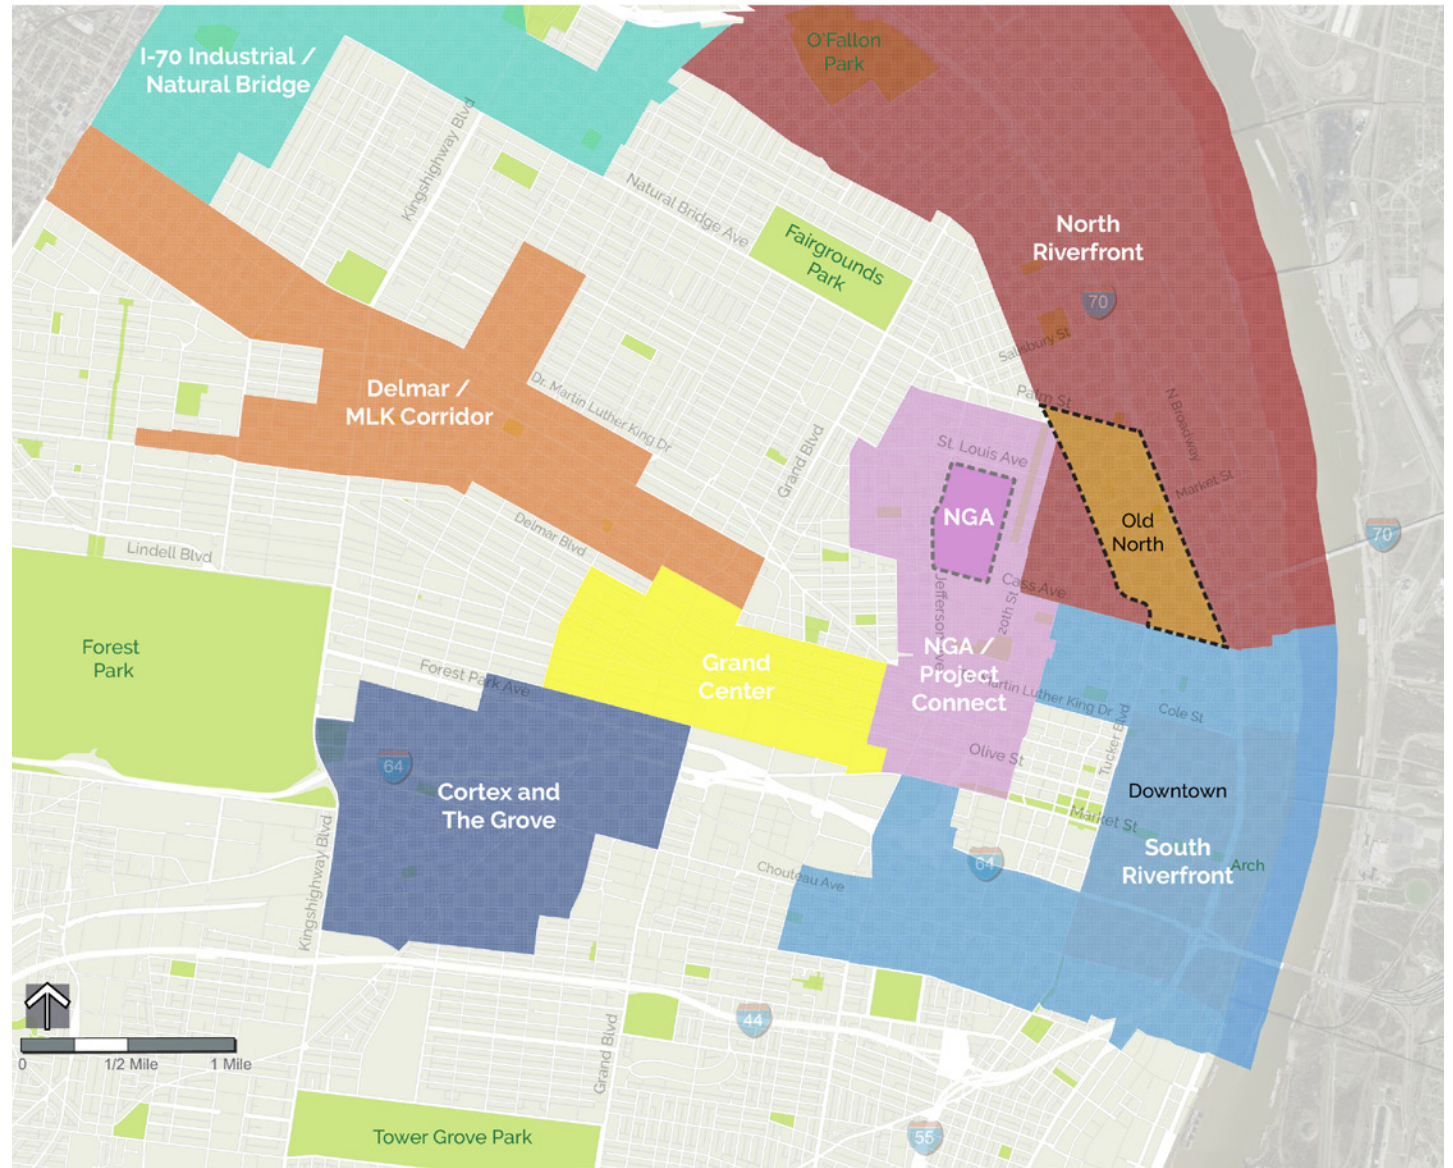 I-70 Industrial /
Natural Bridge
O'Fallon
Park
Kingshighway Blvd
Natural Bridge Ave
Fairgrounds
Park
North
Riverfront
70
Salisbury St
Palm St
N Broadway
Market St
Delmar /
MLK Corridor
Dr. Martin Luther King Dr
Grand Blvd
St. Louis Ave
NGA
Old
North
70
Delmar Blvd
Lindell Blvd
Cass Ave
Jefferson Ave
20th St
Forest
Park
Forest Park Ave
Grand
Center
NGA /
Project
Connect
Martin Luther King Dr
Cole St
Tucker Blvd
Olive St
64
Cortex and
The Grove
Downtown
Market St
South
Riverfront
Arch
64
Chouteau Ave
Kingshighway Blvd
44
Grand Blvd
0
1/2 Mile
1 Mile
Tower Grove Park
55